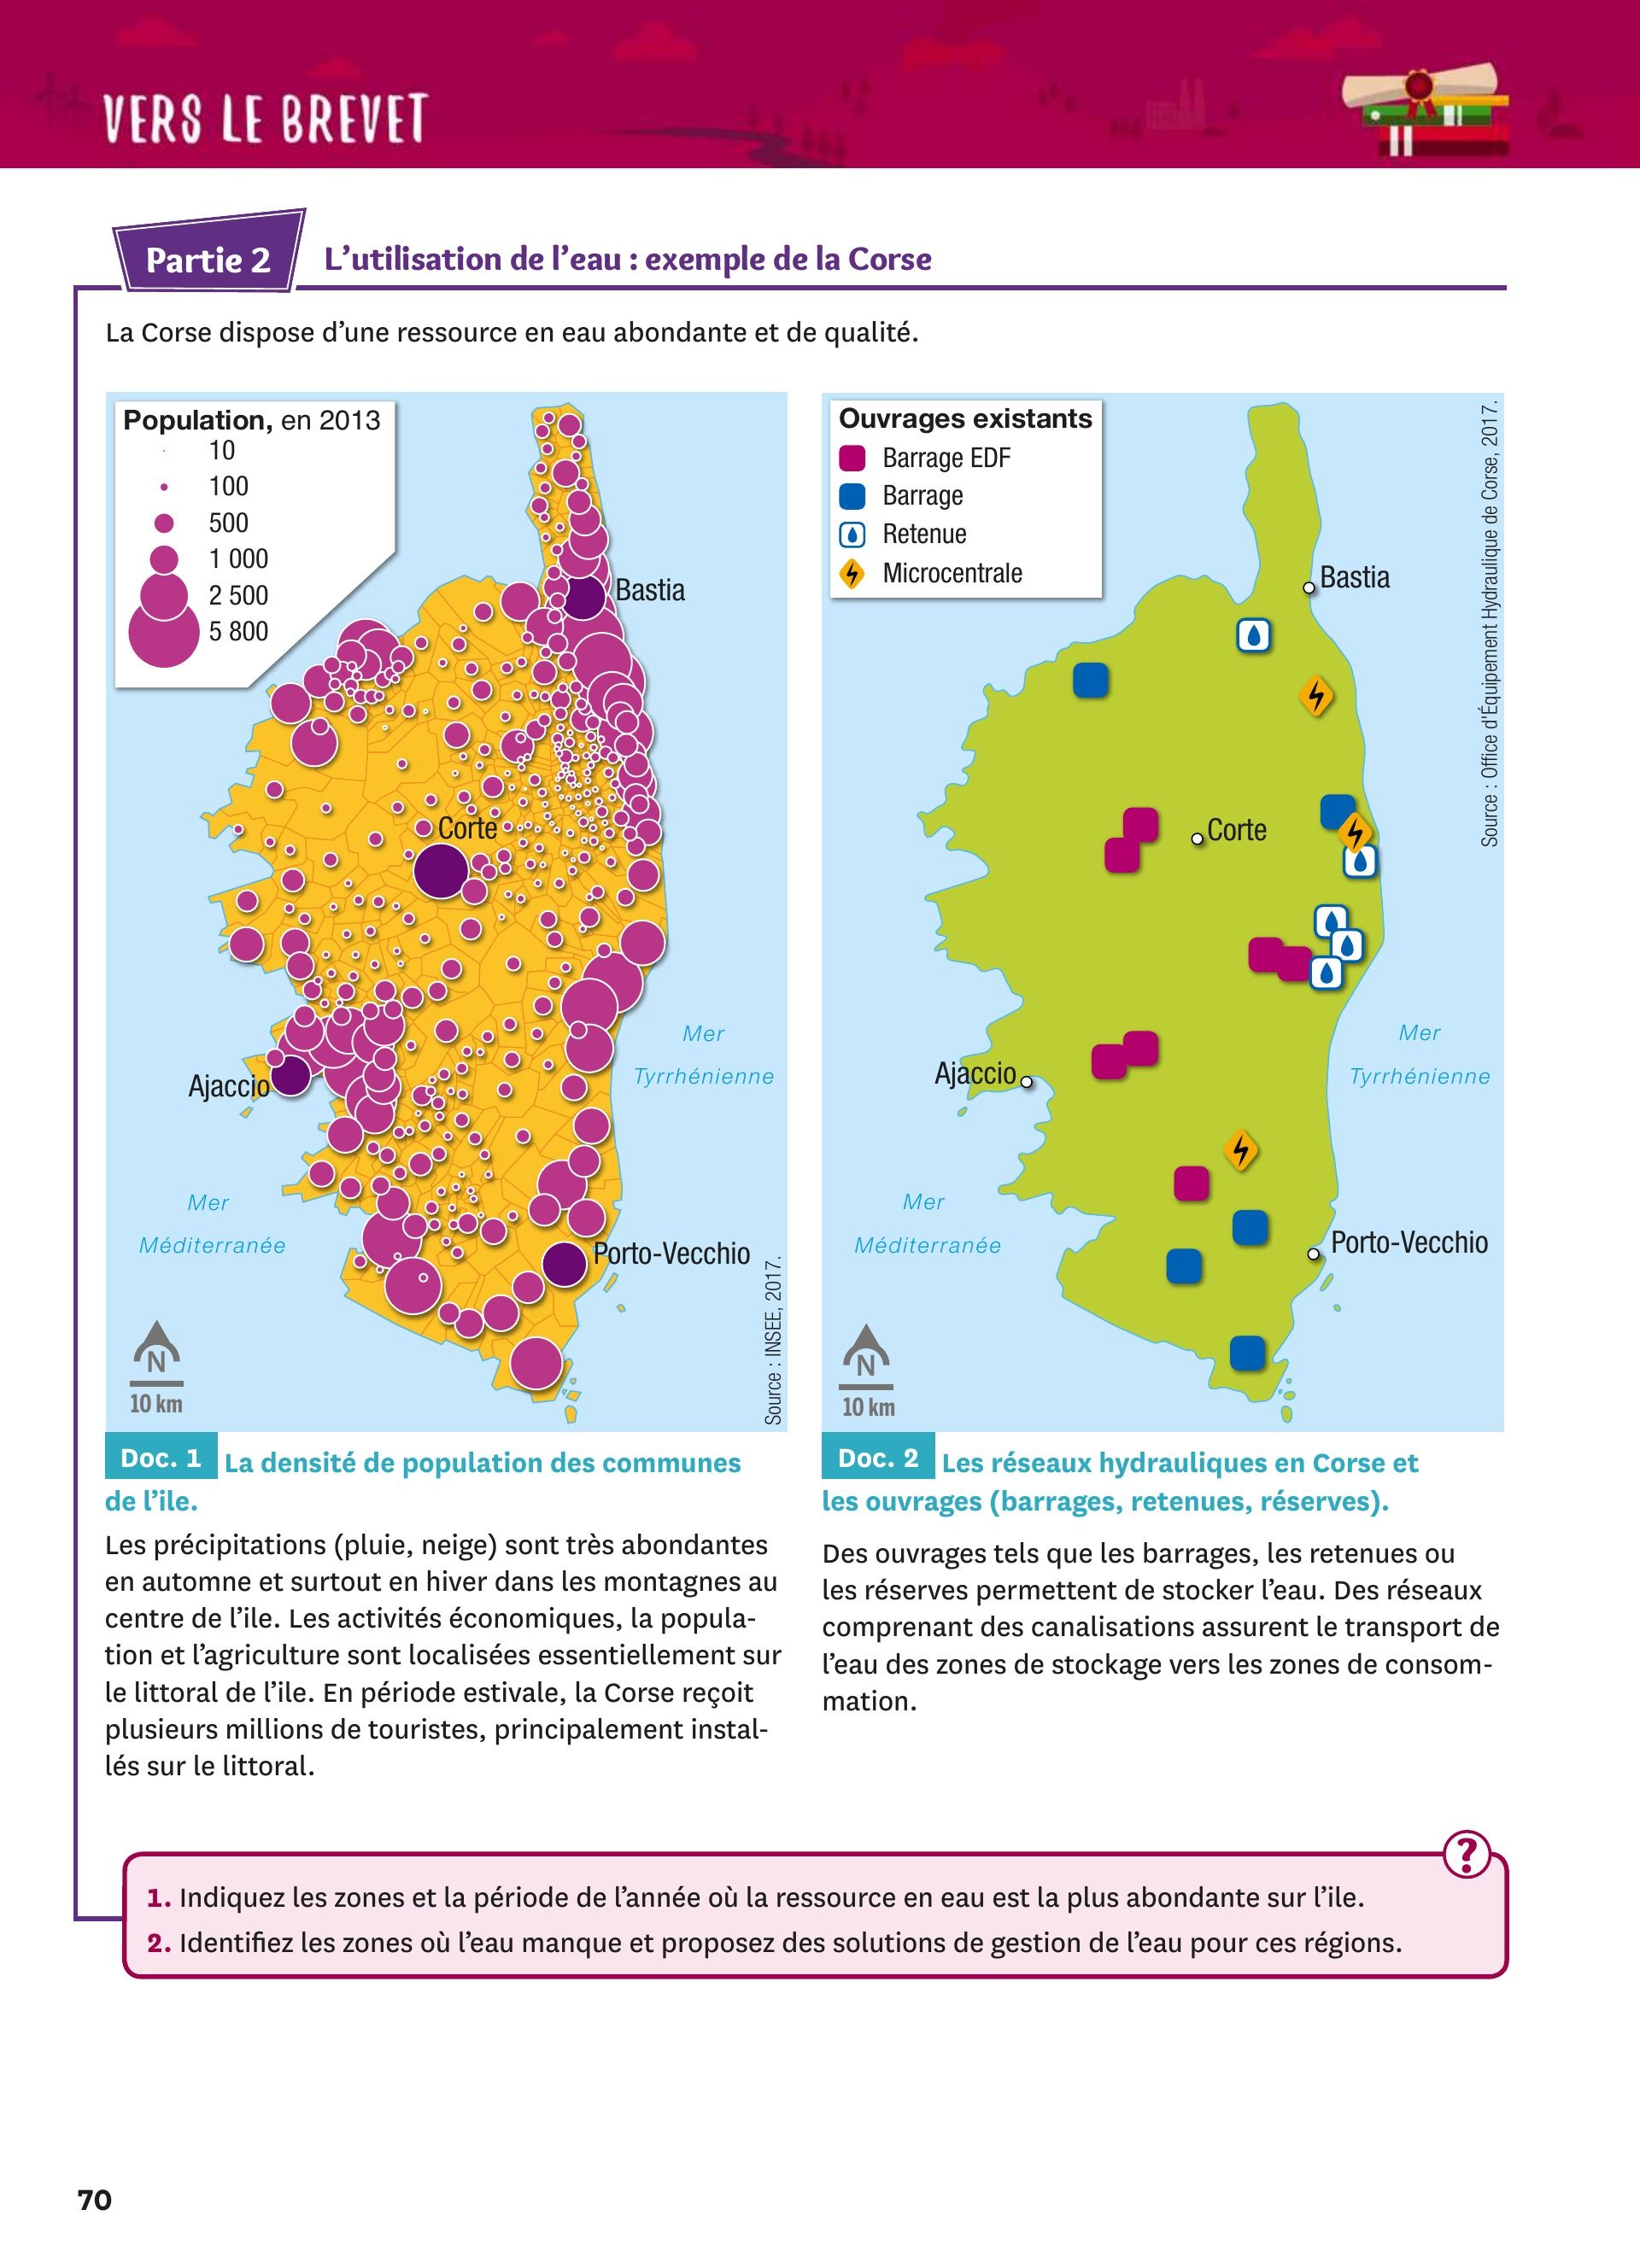 VERS LE BREVET
Partie 2
L'utilisation de l'eau : exemple de la Corse
La Corse dispose d'une ressource en eau abondante et de qualité.
Population, en 2013
10
100
500
1 000
2 500
5 800
Bastia
Corte
Ajaccio
Mer
Tyrrhénienne
Mer
Méditerranée
Porto-Vecchio
N
10 km
Source : INSEE, 2017.
Doc. 1 La densité de population des communes
de l'ile.
Les précipitations (pluie, neige) sont très abondantes
en automne et surtout en hiver dans les montagnes au
centre de l'ile. Les activités économiques, la popula-
tion et l'agriculture sont localisées essentiellement sur
le littoral de l'ile. En période estivale, la Corse reçoit
plusieurs millions de touristes, principalement instal-
lés sur le littoral.
Ouvrages existants
Barrage EDF
Barrage
Retenue
Microcentrale
Bastia
Corte
Ajaccio
Mer
Tyrrhénienne
Mer
Méditerranée
Porto-Vecchio
N
10 km
Source : Office d'Équipement Hydraulique de Corse, 2017.
Doc. 2 Les réseaux hydrauliques en Corse et
les ouvrages (barrages, retenues, réserves).
Des ouvrages tels que les barrages, les retenues ou
les réserves permettent de stocker l'eau. Des réseaux
comprenant des canalisations assurent le transport de
l'eau des zones de stockage vers les zones de consom-
mation.
?
1. Indiquez les zones et la période de l'année où la ressource en eau est la plus abondante sur l'ile.
2. Identifiez les zones où l'eau manque et proposez des solutions de gestion de l'eau pour ces régions.
70